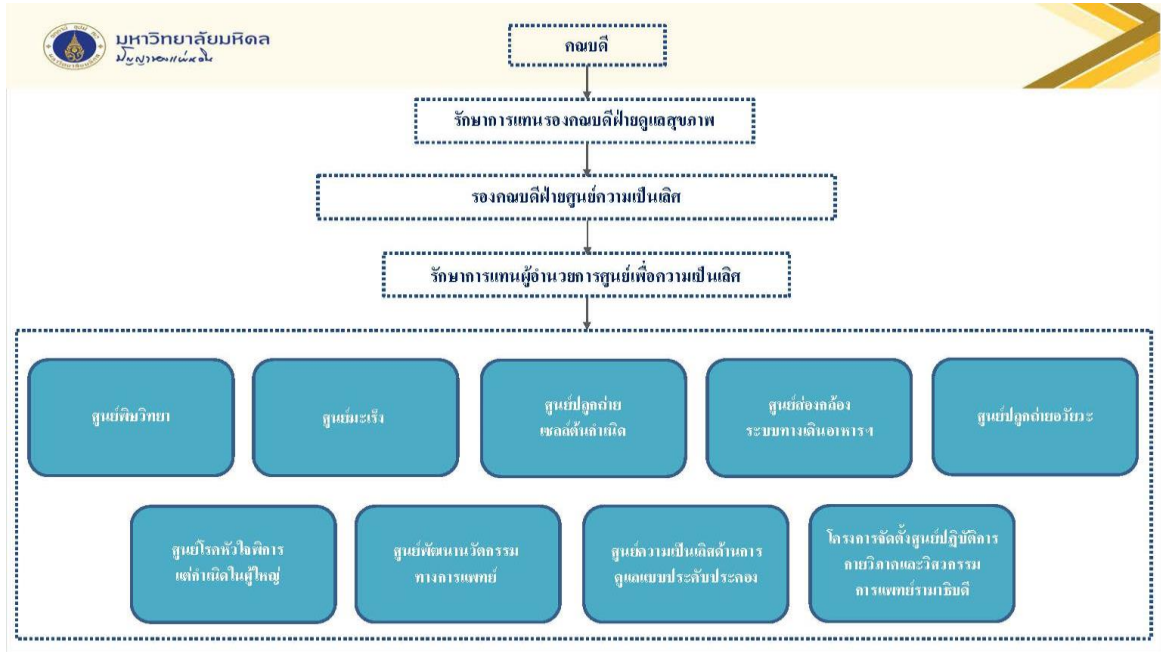 มหาวิทยาลัยมหิดล
ปัญญาของแผ่นดิน
คณบดี
รักษาการแทนรองคณบดีฝ่ายดูแลสุขภาพ
รองคณบดีฝ่ายศูนย์ความเป็นเลิศ
รักษาการแทนผู้อำนวยการศูนย์เพื่อความเป็นเลิศ
ศูนย์พิษวิทยา
ศูนย์มะเร็ง
ศูนย์ปลูกถ่าย
เซลล์ต้นกำเนิด
ศูนย์ส่องกล้อง
ระบบทางเดินอาหารฯ
ศูนย์ปลูกถ่ายอวัยวะ
ศูนย์โรคหัวใจพิการ
แต่กำเนิดในผู้ใหญ่
ศูนย์พัฒนานวัตกรรม
ทางการแพทย์
ศูนย์ความเป็นเลิศด้านการ
ดูแลแบบประคับประคอง
โครงการจัดตั้งศูนย์ปฏิบัติการ
กายวิภาคและวิศวกรรม
การแพทย์รามาธิบดี